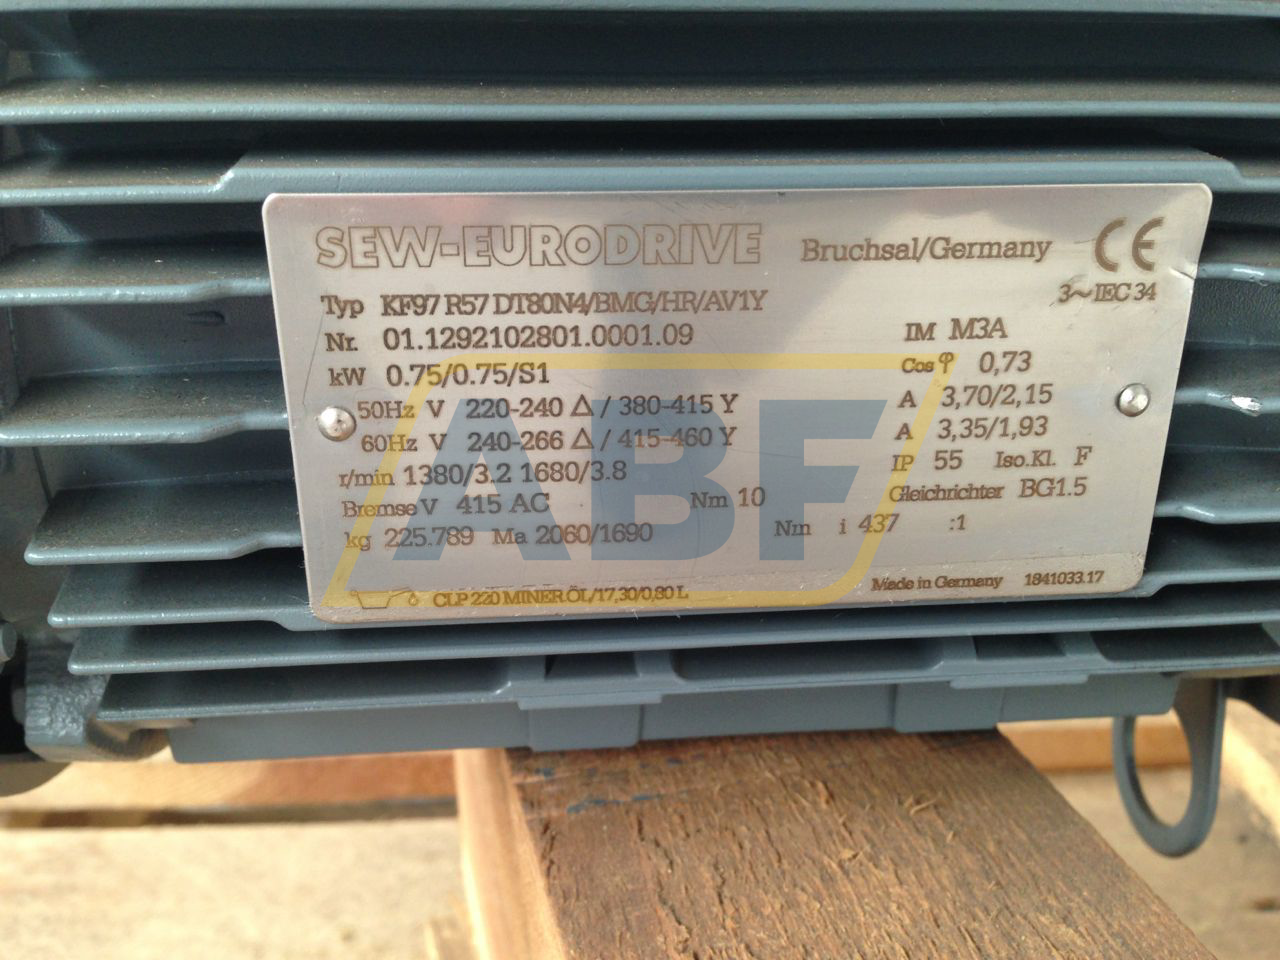 SEW-EURODRIVE Bruchsal/Germany CE
Typ KF97 R57 DT80N4/BMG/HR/AV1Y 3~IEC 34
Nr. 01.1292102801.0001.09 IM M3A
kW 0.75/0.75/S1 Cos φ 0,73
50Hz V 220-240 Δ / 380-415 Y A 3,70/2,15
60Hz V 240-266 Δ / 415-460 Y A 3,35/1,93
r/min 1380/3.2 1680/3.8 IP 55 Iso.Kl. F
Bremse V 415 AC Nm 10 Gleichrichter BG1.5
kg 225.789 Ma 2060/1690 Nm i 437 :1
CLP 220 MINER.ÖL/17,30/0,80 L Made in Germany 1841033.17
ABF